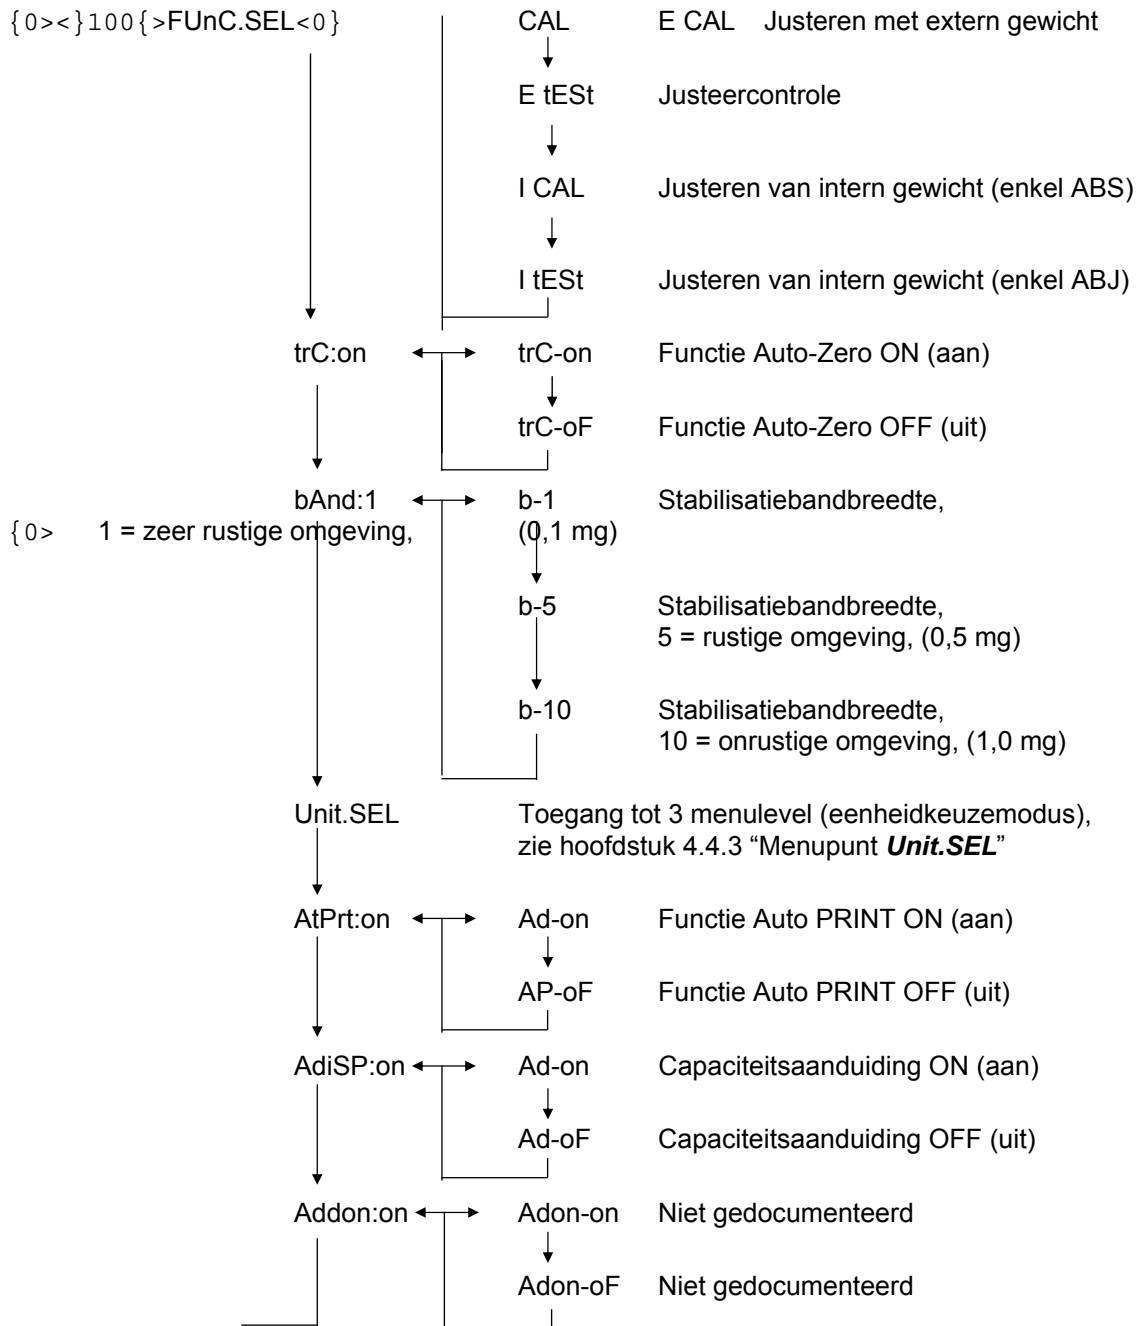 {0><}100{>FUnC.SEL<0} CAL E CAL Justeren met extern gewicht
E tESt Justeercontrole
I CAL Justeren van intern gewicht (enkel ABS)
I tESt Justeren van intern gewicht (enkel ABJ)
trC:on trC-on Functie Auto-Zero ON (aan)
trC-oF Functie Auto-Zero OFF (uit)
bAnd:1 b-1 Stabilisatiebandbreedte,
{0> 1 = zeer rustige omgeving, (0,1 mg)
b-5 Stabilisatiebandbreedte,
5 = rustige omgeving, (0,5 mg)
b-10 Stabilisatiebandbreedte,
10 = onrustige omgeving, (1,0 mg)
Unit.SEL Toegang tot 3 menulevel (eenheidkeuzemodus),
zie hoofdstuk 4.4.3 “Menupunt Unit.SEL”
AtPrt:on Ad-on Functie Auto PRINT ON (aan)
AP-oF Functie Auto PRINT OFF (uit)
AdiSP:on Ad-on Capaciteitsaanduiding ON (aan)
Ad-oF Capaciteitsaanduiding OFF (uit)
Addon:on Adon-on Niet gedocumenteerd
Adon-oF Niet gedocumenteerd